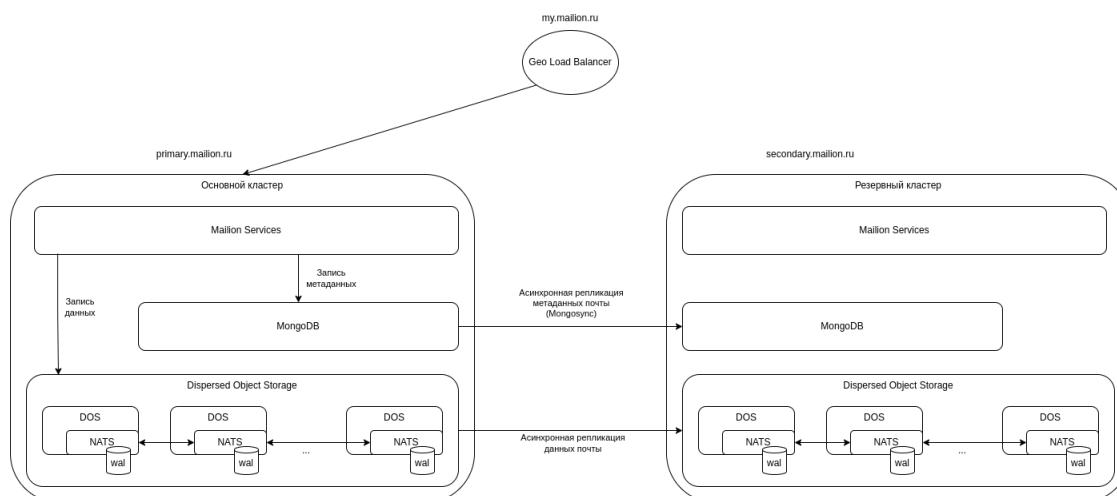 my.mailion.ru
Geo Load Balancer
primary.mailion.ru
secondary.mailion.ru
Основной кластер
Резервный кластер
Mailion Services
Mailion Services
Запись
метаданных
Запись
данных
Асинхронная репликация
метаданных почты
(Mongosync)
MongoDB
MongoDB
Dispersed Object Storage
Dispersed Object Storage
DOS
DOS
DOS
DOS
DOS
DOS
NATS
NATS
NATS
NATS
NATS
NATS
Асинхронная репликация
данных почты
...
...
wal
wal
wal
wal
wal
wal